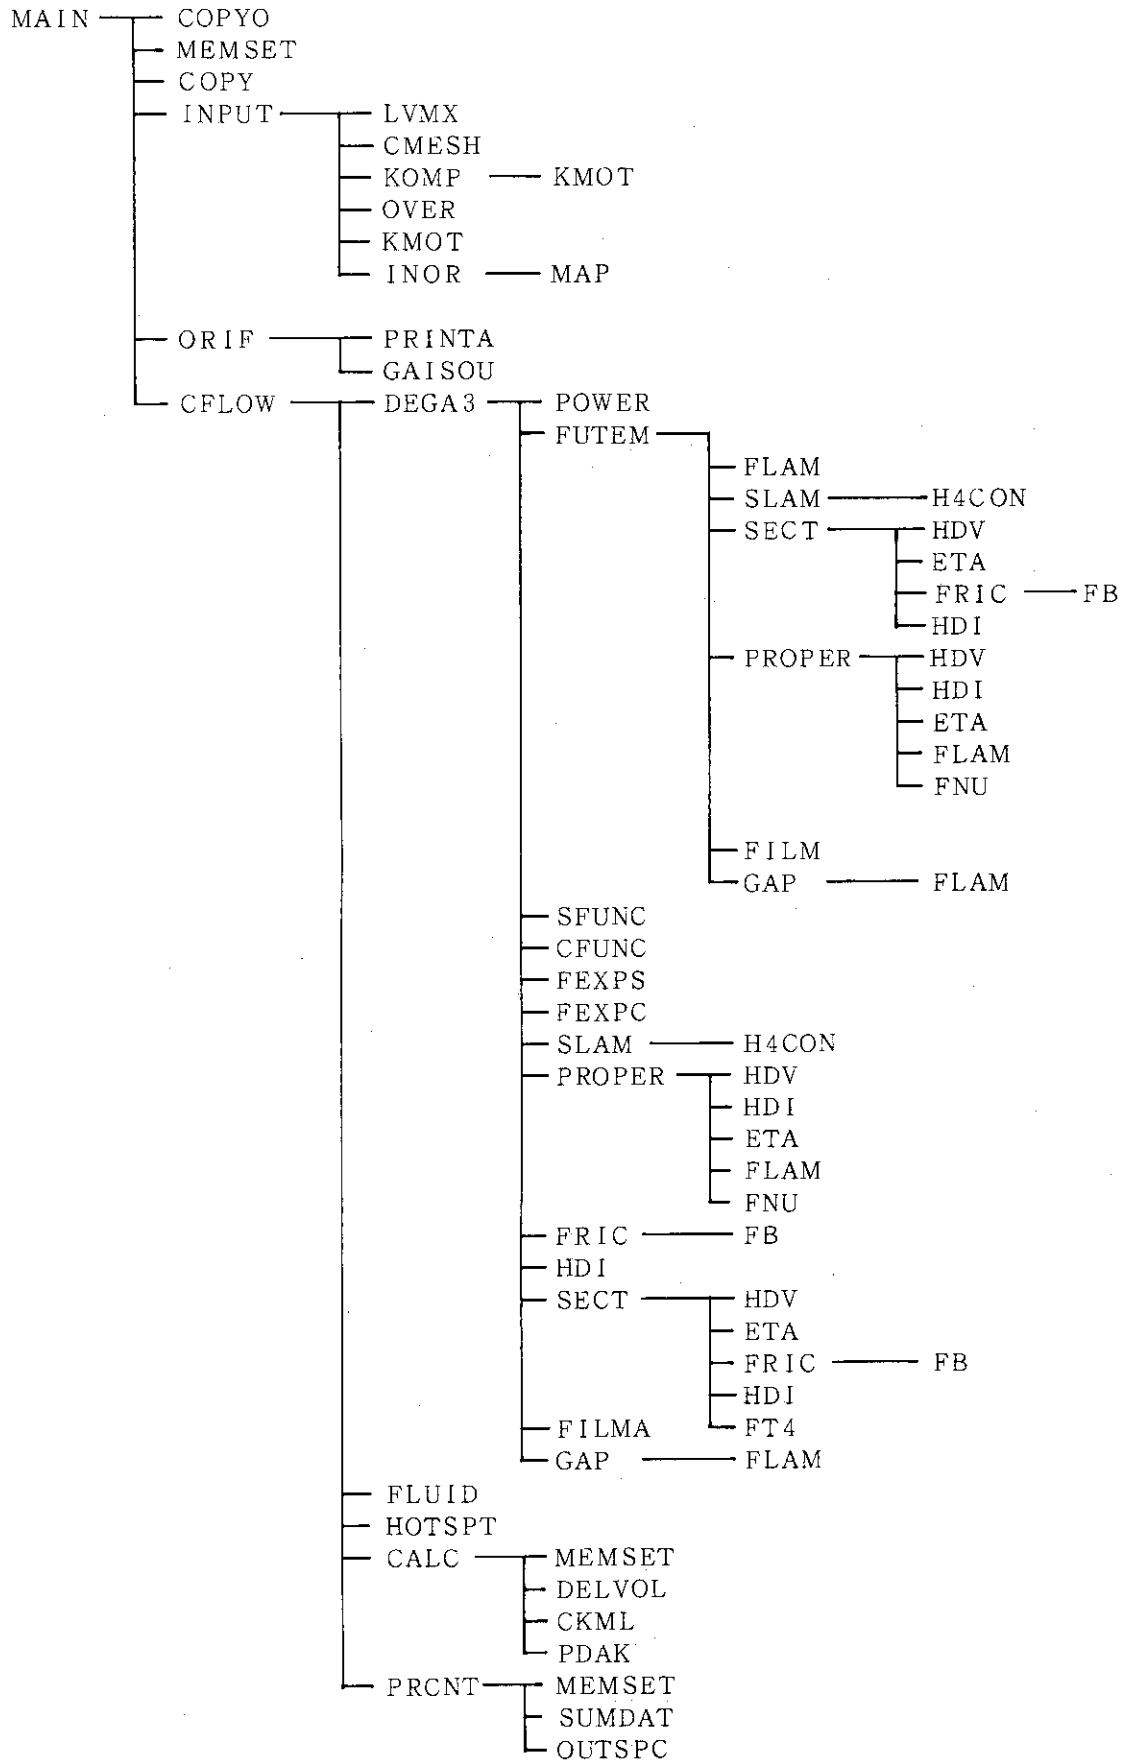 MAIN COPYO
MEMSET
COPY
INPUT LVMX
CMESH
KOMP KMOT
OVER
KMOT
INOR MAP
ORIF PRINTA
GAISOU
CFLOW DEGA3 POWER
FUTEM
FLAM
SLAM H4CON
SECT HDV
ETA
FRIC FB
HDI
PROPER HDV
HDI
ETA
FLAM
FNU
FILM
GAP FLAM
SFUNC
CFUNC
FEXPS
FEXPC
SLAM H4CON
PROPER HDV
HDI
ETA
FLAM
FNU
FRIC FB
HDI
SECT HDV
ETA
FRIC FB
HDI
FILMA FT4
GAP FLAM
FLUID
HOTSPT
CALC MEMSET
DELVOL
CKML
PDAK
PRCNT MEMSET
SUMDAT
OUTSPC